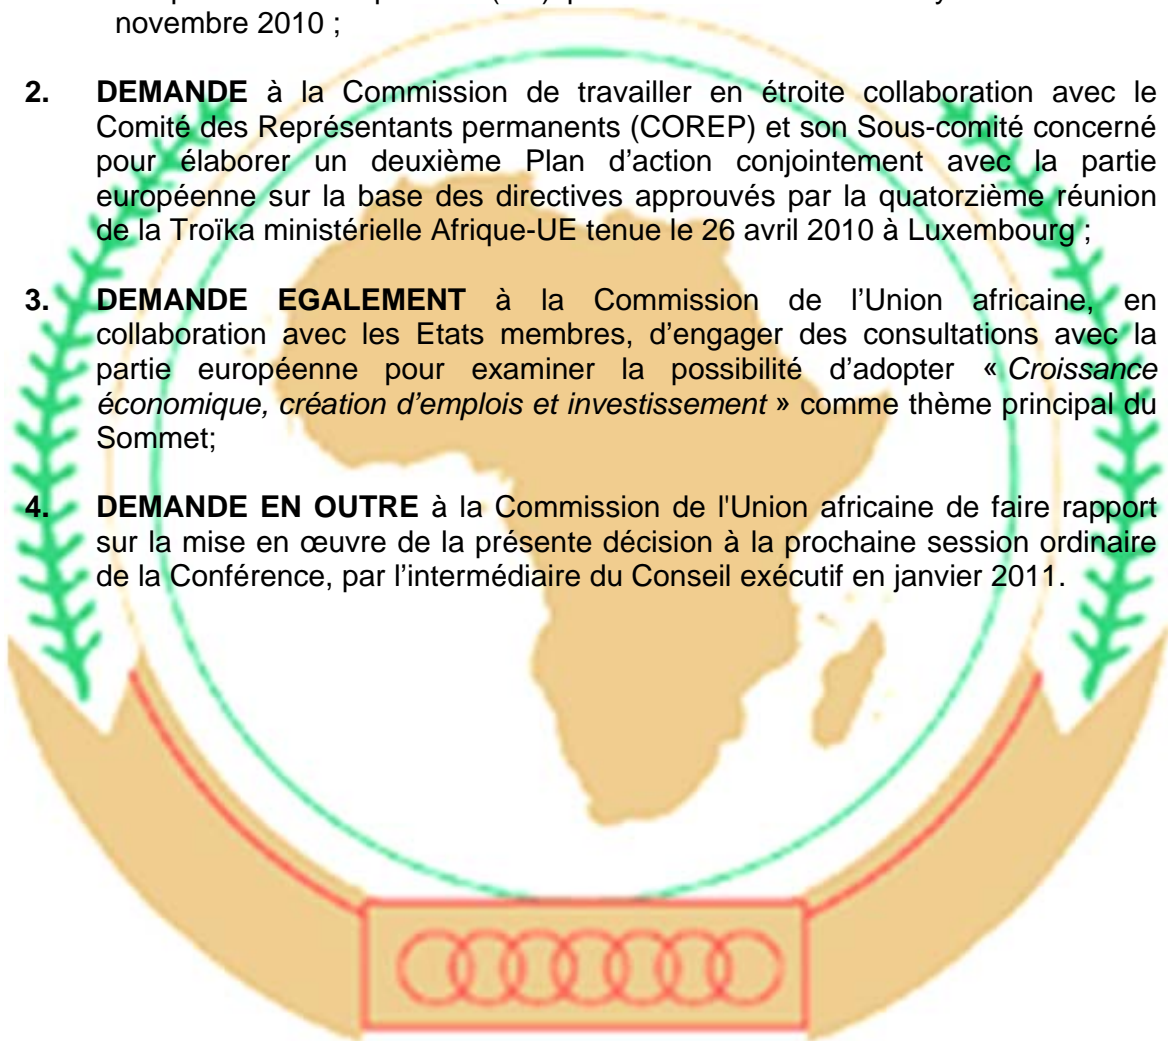 novembre 2010 ;
2. DEMANDE à la Commission de travailler en étroite collaboration avec le
Comité des Représentants permanents (COREP) et son Sous-comité concerné
pour élaborer un deuxième Plan d’action conjointement avec la partie
européenne sur la base des directives approuvés par la quatorzième réunion
de la Troïka ministérielle Afrique-UE tenue le 26 avril 2010 à Luxembourg ;
3. DEMANDE EGALEMENT à la Commission de l’Union africaine, en
collaboration avec les Etats membres, d’engager des consultations avec la
partie européenne pour examiner la possibilité d’adopter « Croissance
économique, création d’emplois et investissement » comme thème principal du
Sommet;
4. DEMANDE EN OUTRE à la Commission de l'Union africaine de faire rapport
sur la mise en œuvre de la présente décision à la prochaine session ordinaire
de la Conférence, par l’intermédiaire du Conseil exécutif en janvier 2011.